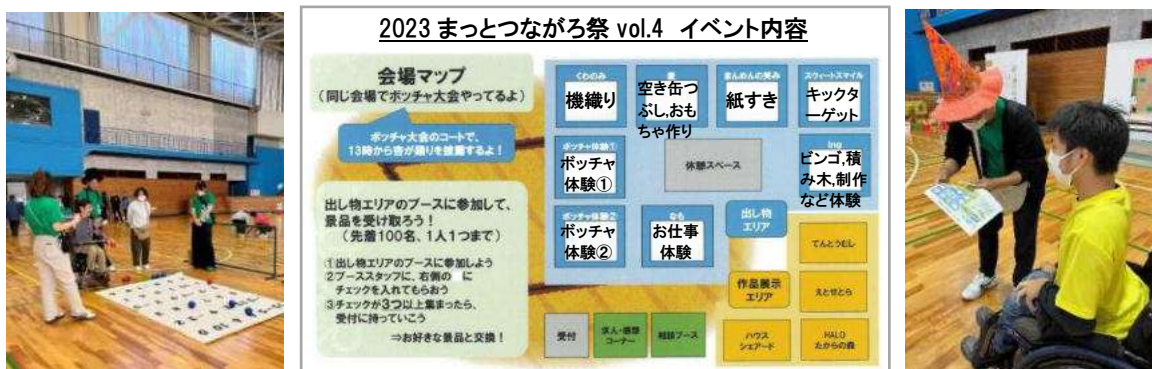 2023 まっとつながろ祭 vol.4 イベント内容
会場マップ
(同じ会場でボッチャ大会やってるよ)
ボッチャ大会のコートで、
13時から杏が踊りを披露するよ！
出し物エリアのブースに参加して、
景品を受け取ろう！
(先着100名、1人1つまで)
①出し物エリアのブースに参加しよう
②ブーススタッフに、右側の に
チェックを入れてもらおう
③チェックが3つ以上集まったら、
受付に持っていこう
⇒お好きな景品と交換！
くわのみ
機織り
空き缶つ
ぶし,おも
ちゃ作り
まんめんの笑み
紙すき
スウィートスマイル
キックタ
ーゲット
ボッチャ体験①
ボッチャ
体験①
休憩スペース
ing
ビンゴ,積
み木,制作
など体験
ボッチャ体験②
ボッチャ
体験②
なも
お仕事
体験
出し物
エリア
てんとうむし
作品展示
エリア
えとせとら
受付
求人・感想
コーナー
相談ブース
ハウス
シェアード
HALO
たからの森